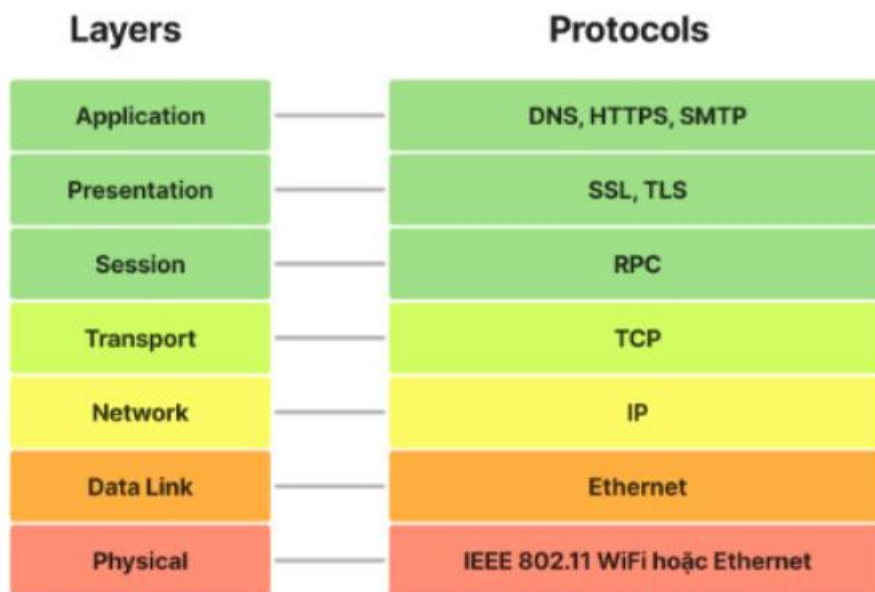 Layers Protocols
Application DNS, HTTPS, SMTP
Presentation SSL, TLS
Session RPC
Transport TCP
Network IP
Data Link Ethernet
Physical IEEE 802.11 WiFi hoặc Ethernet